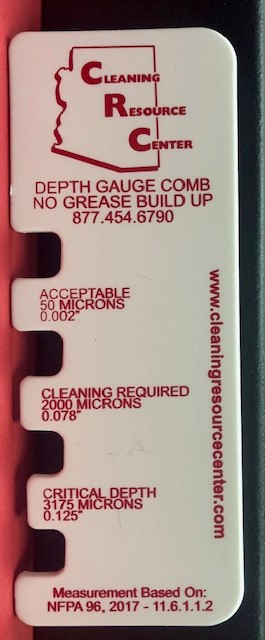 CLEANING
RESOURCE
CENTER
DEPTH GAUGE COMB
NO GREASE BUILD UP
877.454.6790
ACCEPTABLE
50 MICRONS
0.002"
CLEANING REQUIRED
2000 MICRONS
0.078"
CRITICAL DEPTH
3175 MICRONS
0.125"
www.cleaningresourcecenter.com
Measurement Based On:
NFPA 96, 2017 - 11.6.1.1.2